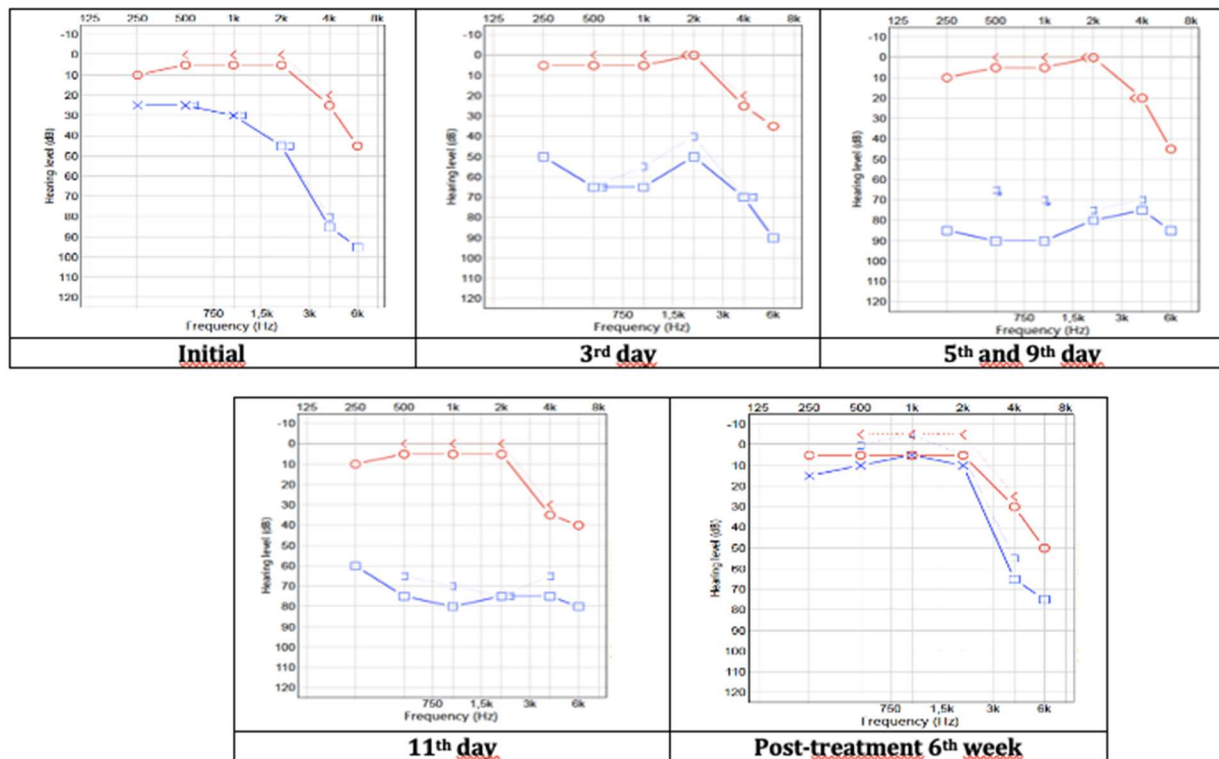 125 250 500 1k 2k 4k 8k
-10
0
10
20
30
40
50
60
70
80
90
100
110
120
Hearing level (dB)
750 1,5k 3k 6k
Frequency (Hz)
Initial
125 250 500 1k 2k 4k 8k
-10
0
10
20
30
40
50
60
70
80
90
100
110
120
Hearing level (dB)
750 1,5k 3k 6k
Frequency (Hz)
3rd day
125 250 500 1k 2k 4k 8k
-10
0
10
20
30
40
50
60
70
80
90
100
110
120
Hearing level (dB)
750 1,5k 3k 6k
Frequency (Hz)
5th and 9th day
125 250 500 1k 2k 4k 8k
-10
0
10
20
30
40
50
60
70
80
90
100
110
120
Hearing level (dB)
750 1,5k 3k 6k
Frequency (Hz)
11th day
125 250 500 1k 2k 4k 8k
-10
0
10
20
30
40
50
60
70
80
90
100
110
120
Hearing level (dB)
750 1,5k 3k 6k
Frequency (Hz)
Post-treatment 6th week